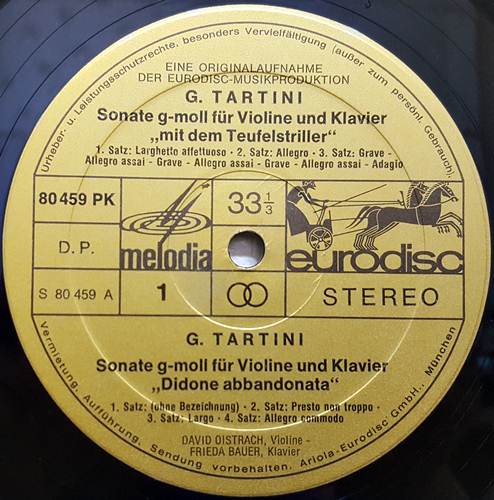 Urheber- u. Leistungsschutzrechte, besonders Vervielfältigung (außer zum persönl. Gebrauch),
EINE ORIGINALAUFNAHME
DER EURODISC-MUSIKPRODUKTION
G. TARTINI
Sonate g-moll für Violine und Klavier
„mit dem Teufelstriller“
1. Satz: Larghetto affettuoso - 2. Satz: Allegro - 3. Satz: Grave -
Allegro assai - Grave - Allegro assai - Grave - Allegro assai - Adagio
80 459 PK
melodia
33 1/3
eurodisc
D. P.
S 80 459 A
1
STEREO
G. TARTINI
Sonate g-moll für Violine und Klavier
„Didone abbandonata“
1. Satz: (ohne Bezeichnung) - 2. Satz: Presto non troppo -
3. Satz: Largo - 4. Satz: Allegro commodo
DAVID OISTRACH, Violine -
FRIEDA BAUER, Klavier
Vermietung, Aufführung, Sendung vorbehalten. Ariola-Eurodisc GmbH., München